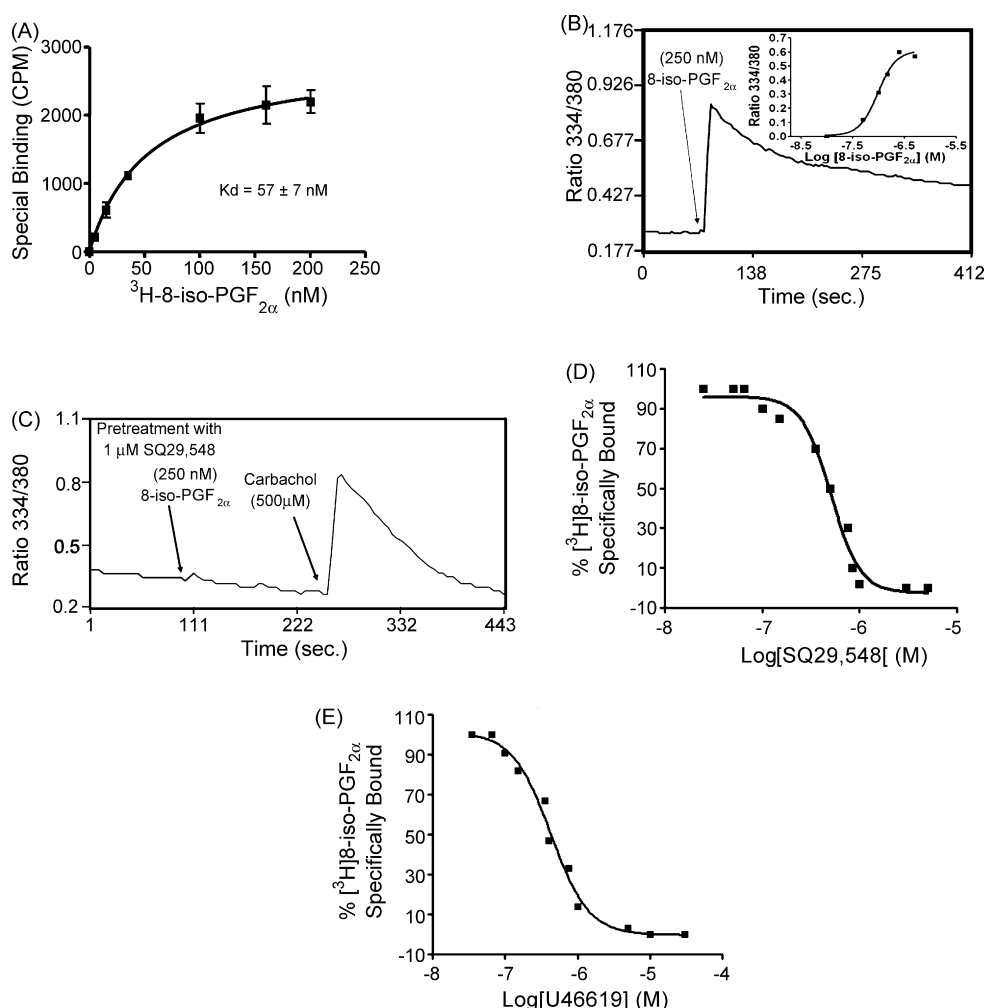 (A)
3000
2000
1000
0
Special Binding (CPM)
Kd = 57 ± 7 nM
0 50 100 150 200 250
³H-8-iso-PGF₂α (nM)
(B)
1.176
0.926
0.677
0.427
0.177
Ratio 334/380
(250 nM)
8-iso-PGF₂α
0.7
0.6
0.5
0.4
0.3
0.2
0.1
0.0
Ratio 334/380
-8.5 -7.5 -6.5 -5.5
Log [8-iso-PGF₂α] (M)
0 138 275 412
Time (sec.)
(C)
1.1
0.8
0.5
0.2
Ratio 334/380
Pretreatment with
1 µM SQ29,548
(250 nM)
8-iso-PGF₂α
Carbachol
(500µM)
1 111 222 332 443
Time (sec.)
(D)
110
90
70
50
30
10
-10
% [³H]8-iso-PGF₂α
Specifically Bound
-8 -7 -6 -5
Log[SQ29,548[ (M)
(E)
110
90
70
50
30
10
-10
% [³H]8-iso-PGF₂α
Specifically Bound
-8 -7 -6 -5 -4
Log[U46619] (M)